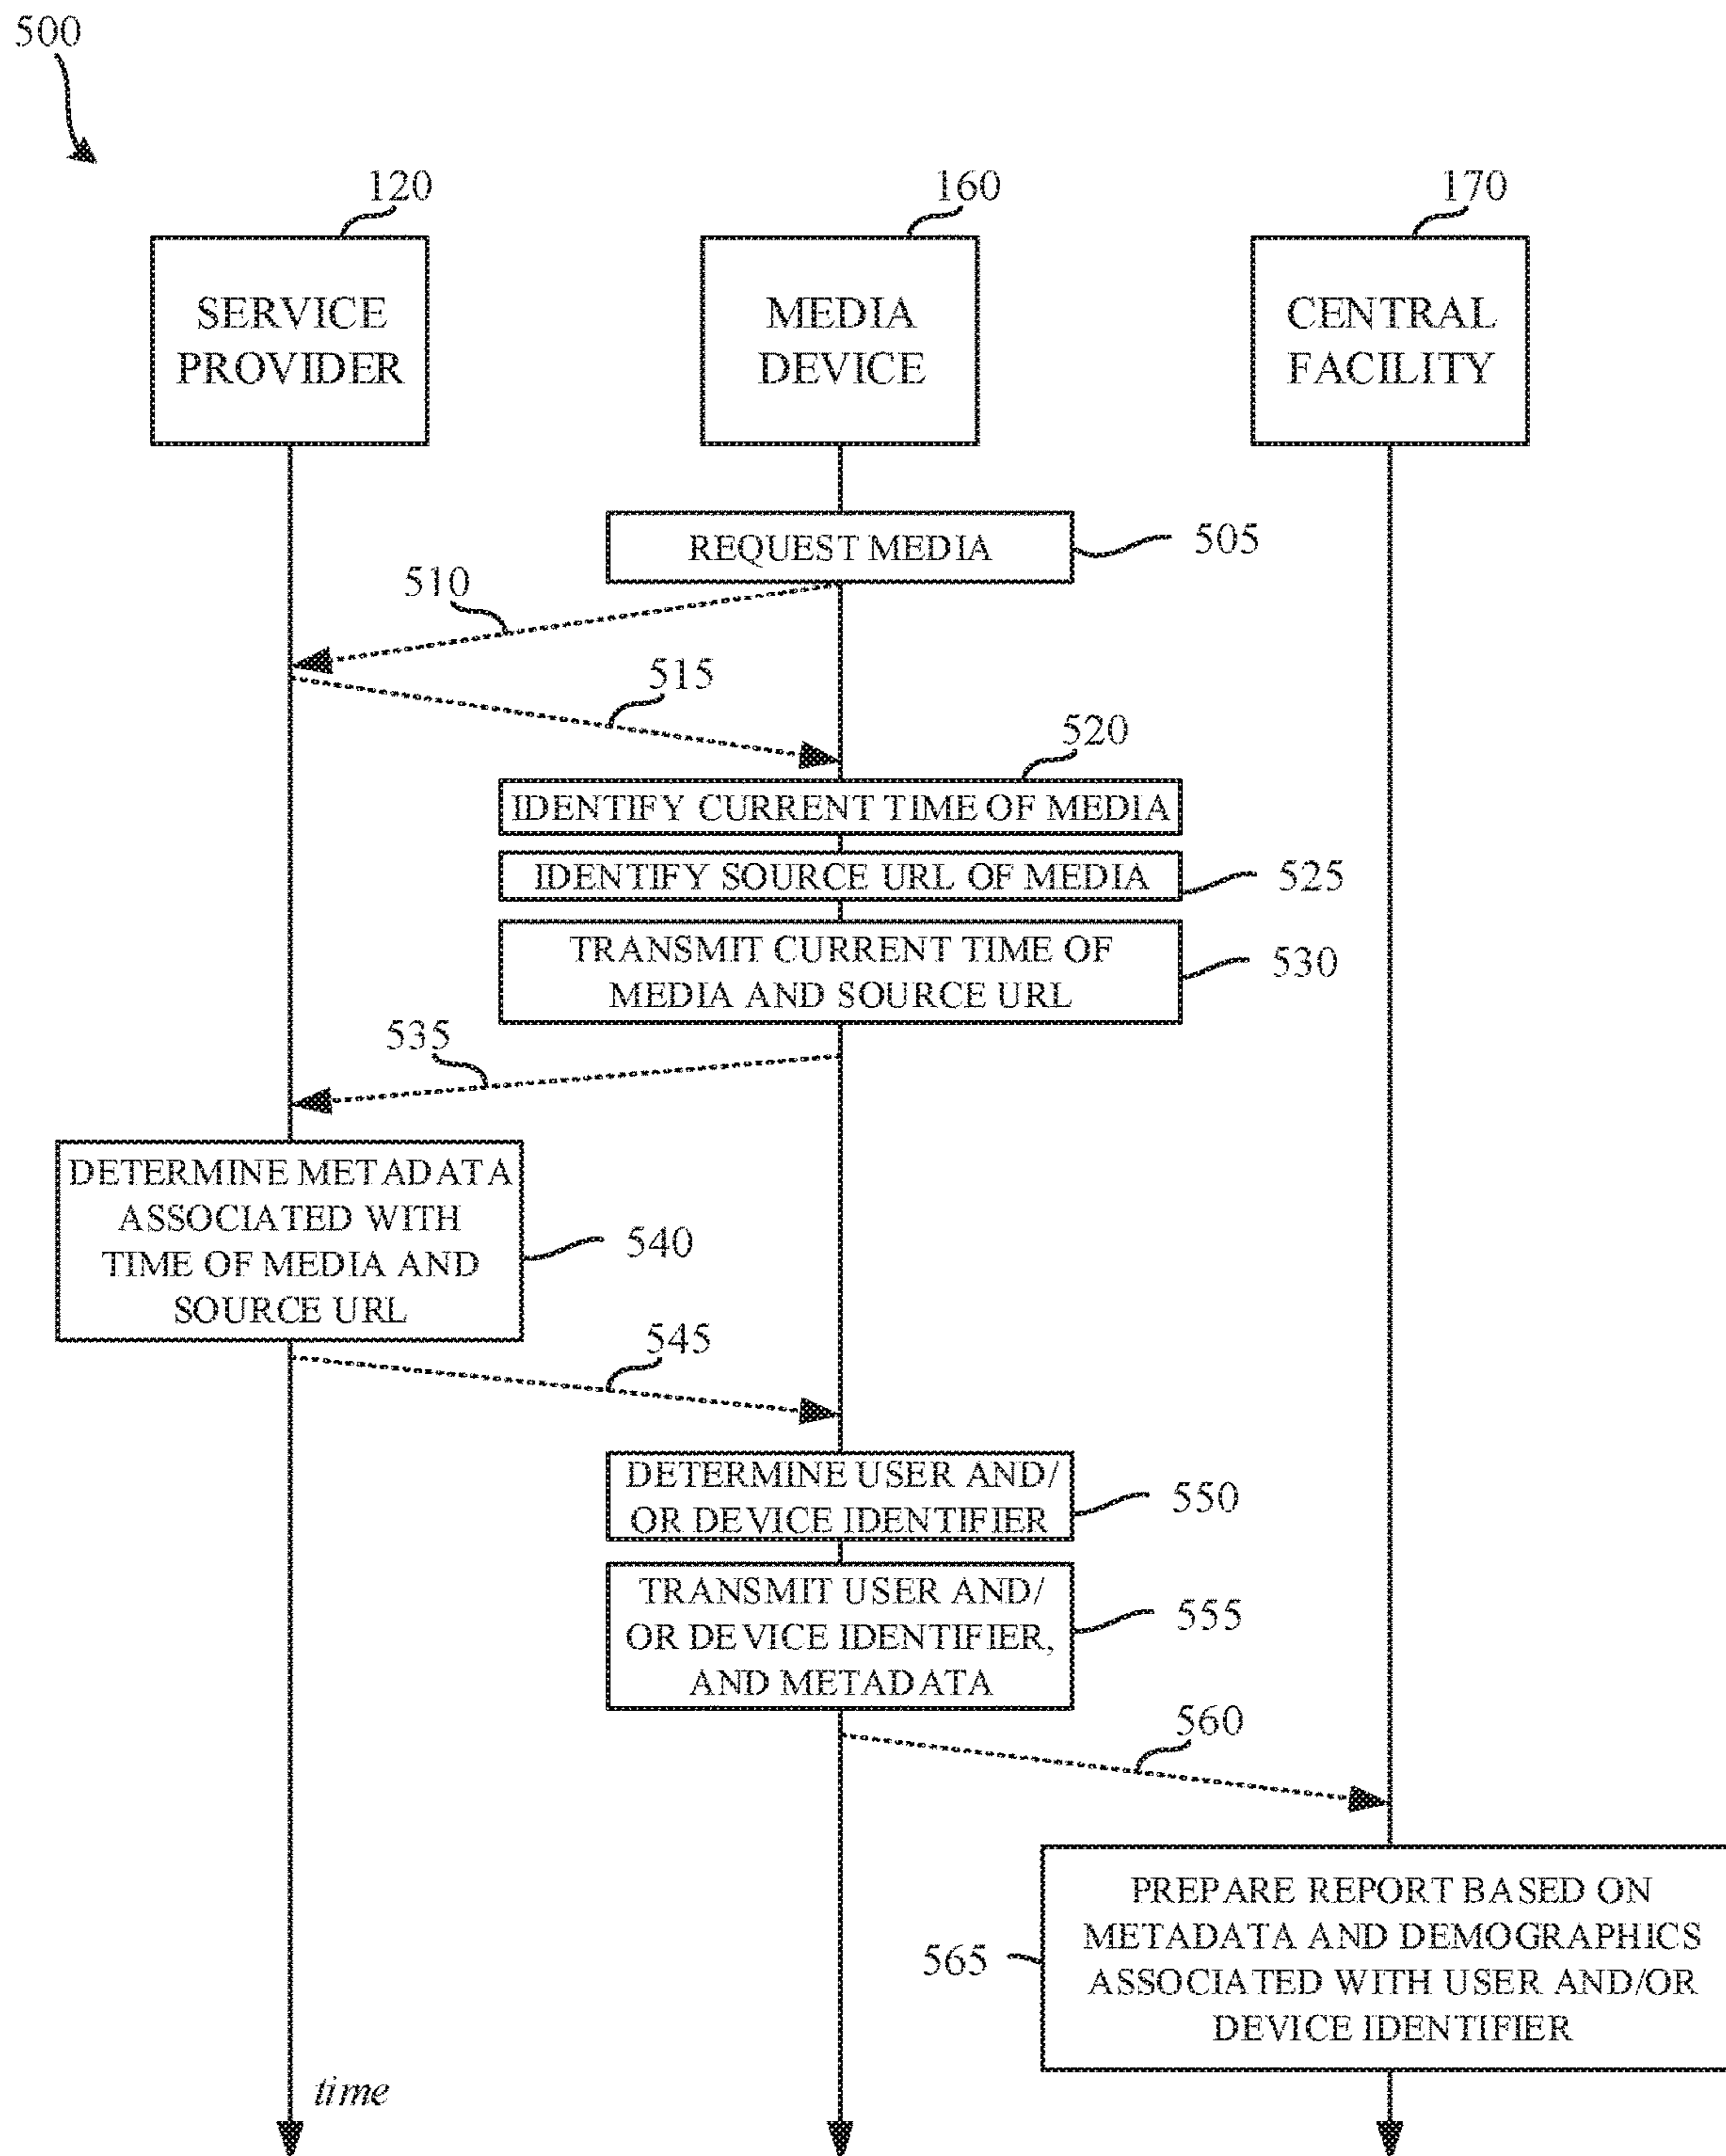 500
120
160
170
SERVICE
PROVIDER
MEDIA
DEVICE
CENTRAL
FACILITY
REQUEST MEDIA
505
510
515
520
IDENTIFY CURRENT TIME OF MEDIA
IDENTIFY SOURCE URL OF MEDIA
525
TRANSMIT CURRENT TIME OF
MEDIA AND SOURCE URL
530
535
DETERMINE METADATA
ASSOCIATED WITH
TIME OF MEDIA AND
SOURCE URL
540
545
DETERMINE USER AND/
OR DEVICE IDENTIFIER
550
TRANSMIT USER AND/
OR DEVICE IDENTIFIER,
AND METADATA
555
560
PREPARE REPORT BASED ON
METADATA AND DEMOGRAPHICS
ASSOCIATED WITH USER AND/OR
DEVICE IDENTIFIER
565
time